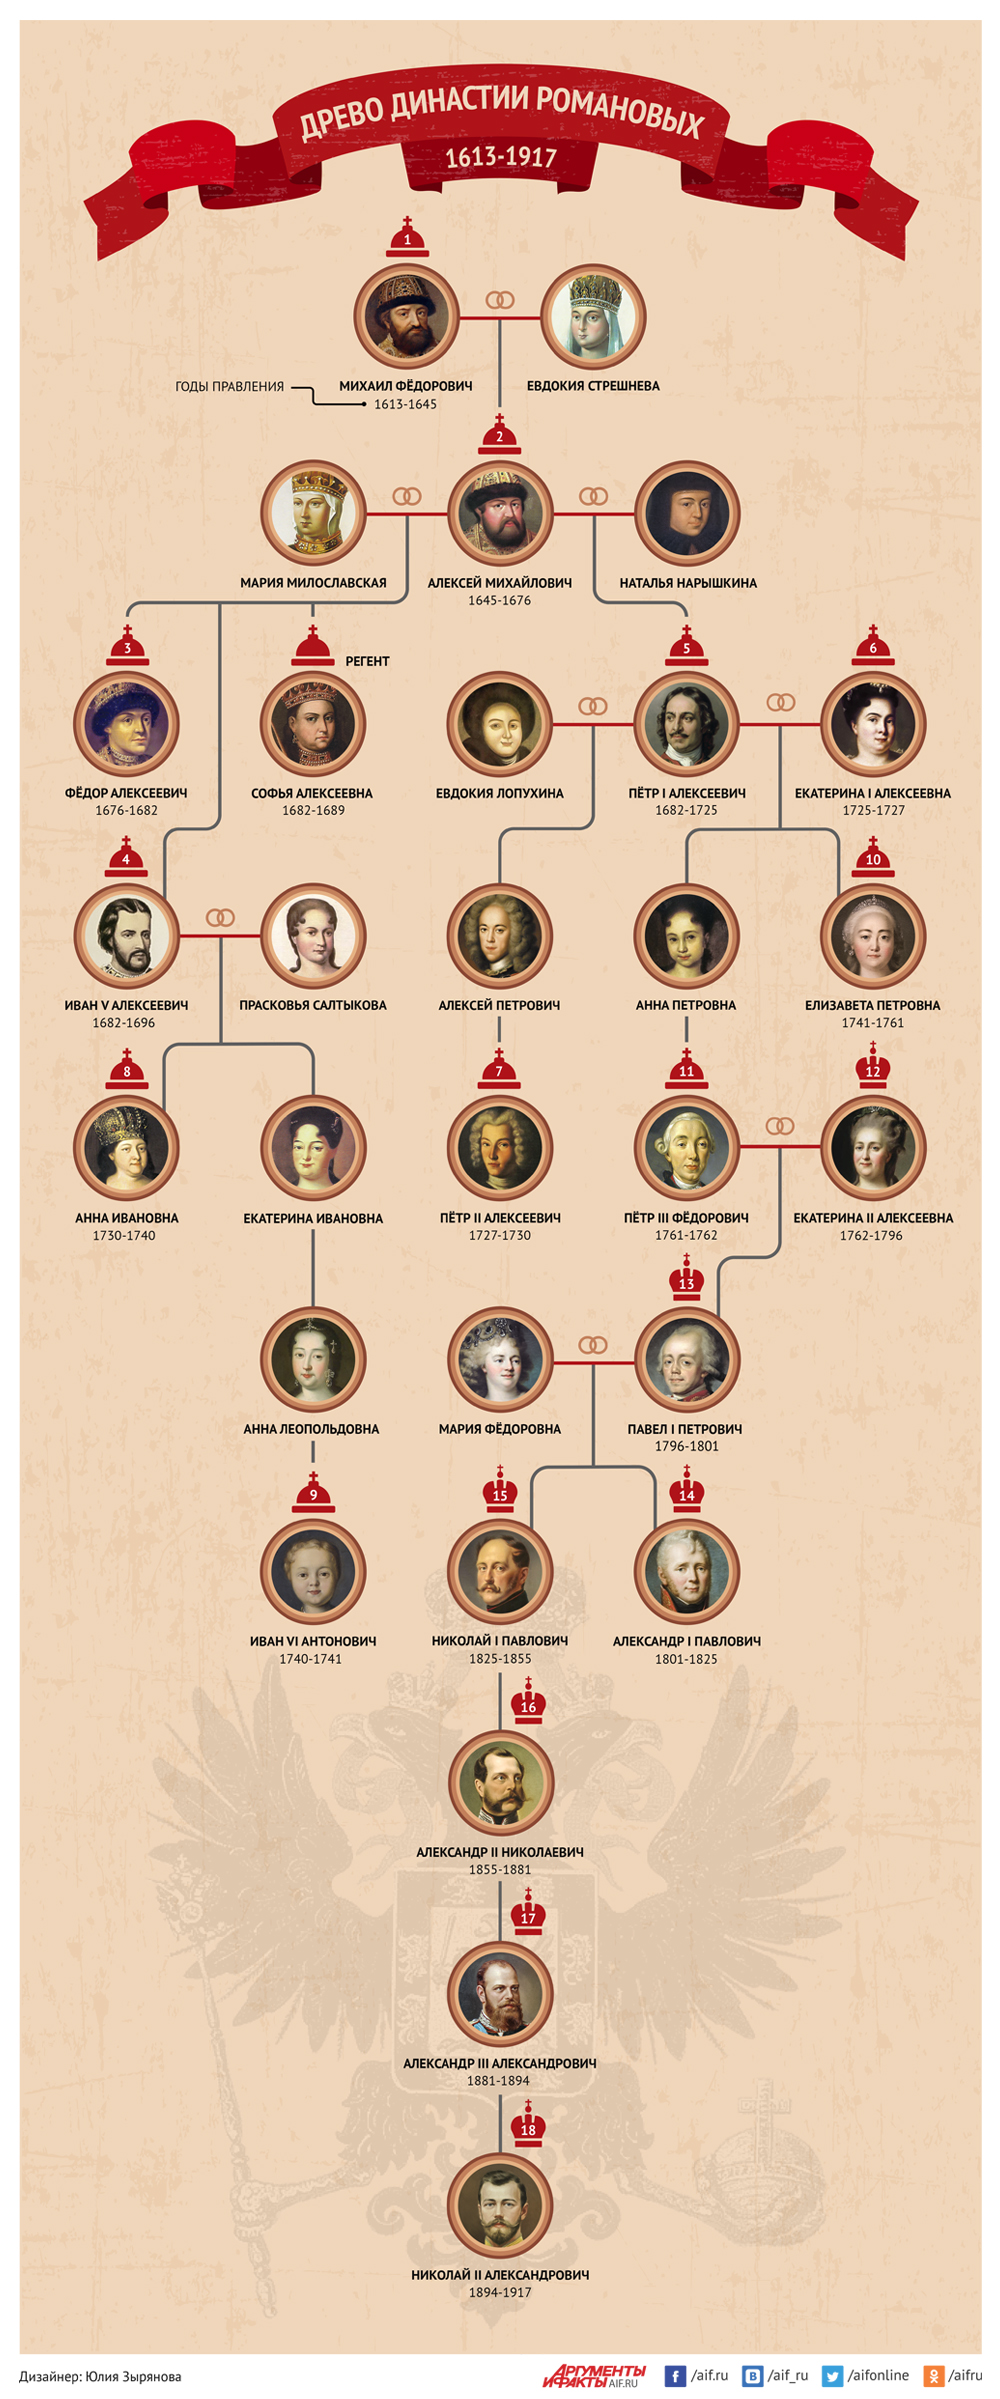 ДРЕВО ДИНАСТИИ РОМАНОВЫХ
1613-1917
1
ГОДЫ ПРАВЛЕНИЯ
МИХАИЛ ФЁДОРОВИЧ
1613-1645
ЕВДОКИЯ СТРЕШНЕВА
2
МАРИЯ МИЛОСЛАВСКАЯ
АЛЕКСЕЙ МИХАЙЛОВИЧ
1645-1676
НАТАЛЬЯ НАРЫШКИНА
3
РЕГЕНТ
5
6
ФЁДОР АЛЕКСЕЕВИЧ
1676-1682
СОФЬЯ АЛЕКСЕЕВНА
1682-1689
ЕВДОКИЯ ЛОПУХИНА
ПЁТР I АЛЕКСЕЕВИЧ
1682-1725
ЕКАТЕРИНА I АЛЕКСЕЕВНА
1725-1727
4
10
ИВАН V АЛЕКСЕЕВИЧ
1682-1696
ПРАСКОВЬЯ САЛТЫКОВА
АЛЕКСЕЙ ПЕТРОВИЧ
АННА ПЕТРОВНА
ЕЛИЗАВЕТА ПЕТРОВНА
1741-1761
8
7
11
12
АННА ИВАНОВНА
1730-1740
ЕКАТЕРИНА ИВАНОВНА
ПЁТР II АЛЕКСЕЕВИЧ
1727-1730
ПЁТР III ФЁДОРОВИЧ
1761-1762
ЕКАТЕРИНА II АЛЕКСЕЕВНА
1762-1796
13
АННА ЛЕОПОЛЬДОВНА
МАРИЯ ФЁДОРОВНА
ПАВЕЛ I ПЕТРОВИЧ
1796-1801
9
15
14
ИВАН VI АНТОНОВИЧ
1740-1741
НИКОЛАЙ I ПАВЛОВИЧ
1825-1855
АЛЕКСАНДР I ПАВЛОВИЧ
1801-1825
16
АЛЕКСАНДР II НИКОЛАЕВИЧ
1855-1881
17
АЛЕКСАНДР III АЛЕКСАНДРОВИЧ
1881-1894
18
НИКОЛАЙ II АЛЕКСАНДРОВИЧ
1894-1917
Дизайнер: Юлия Зырянова
АРГУМЕНТЫ
И ФАКТЫ AIF.RU
/aif.ru
/aif_ru
/aifonline
/aifru